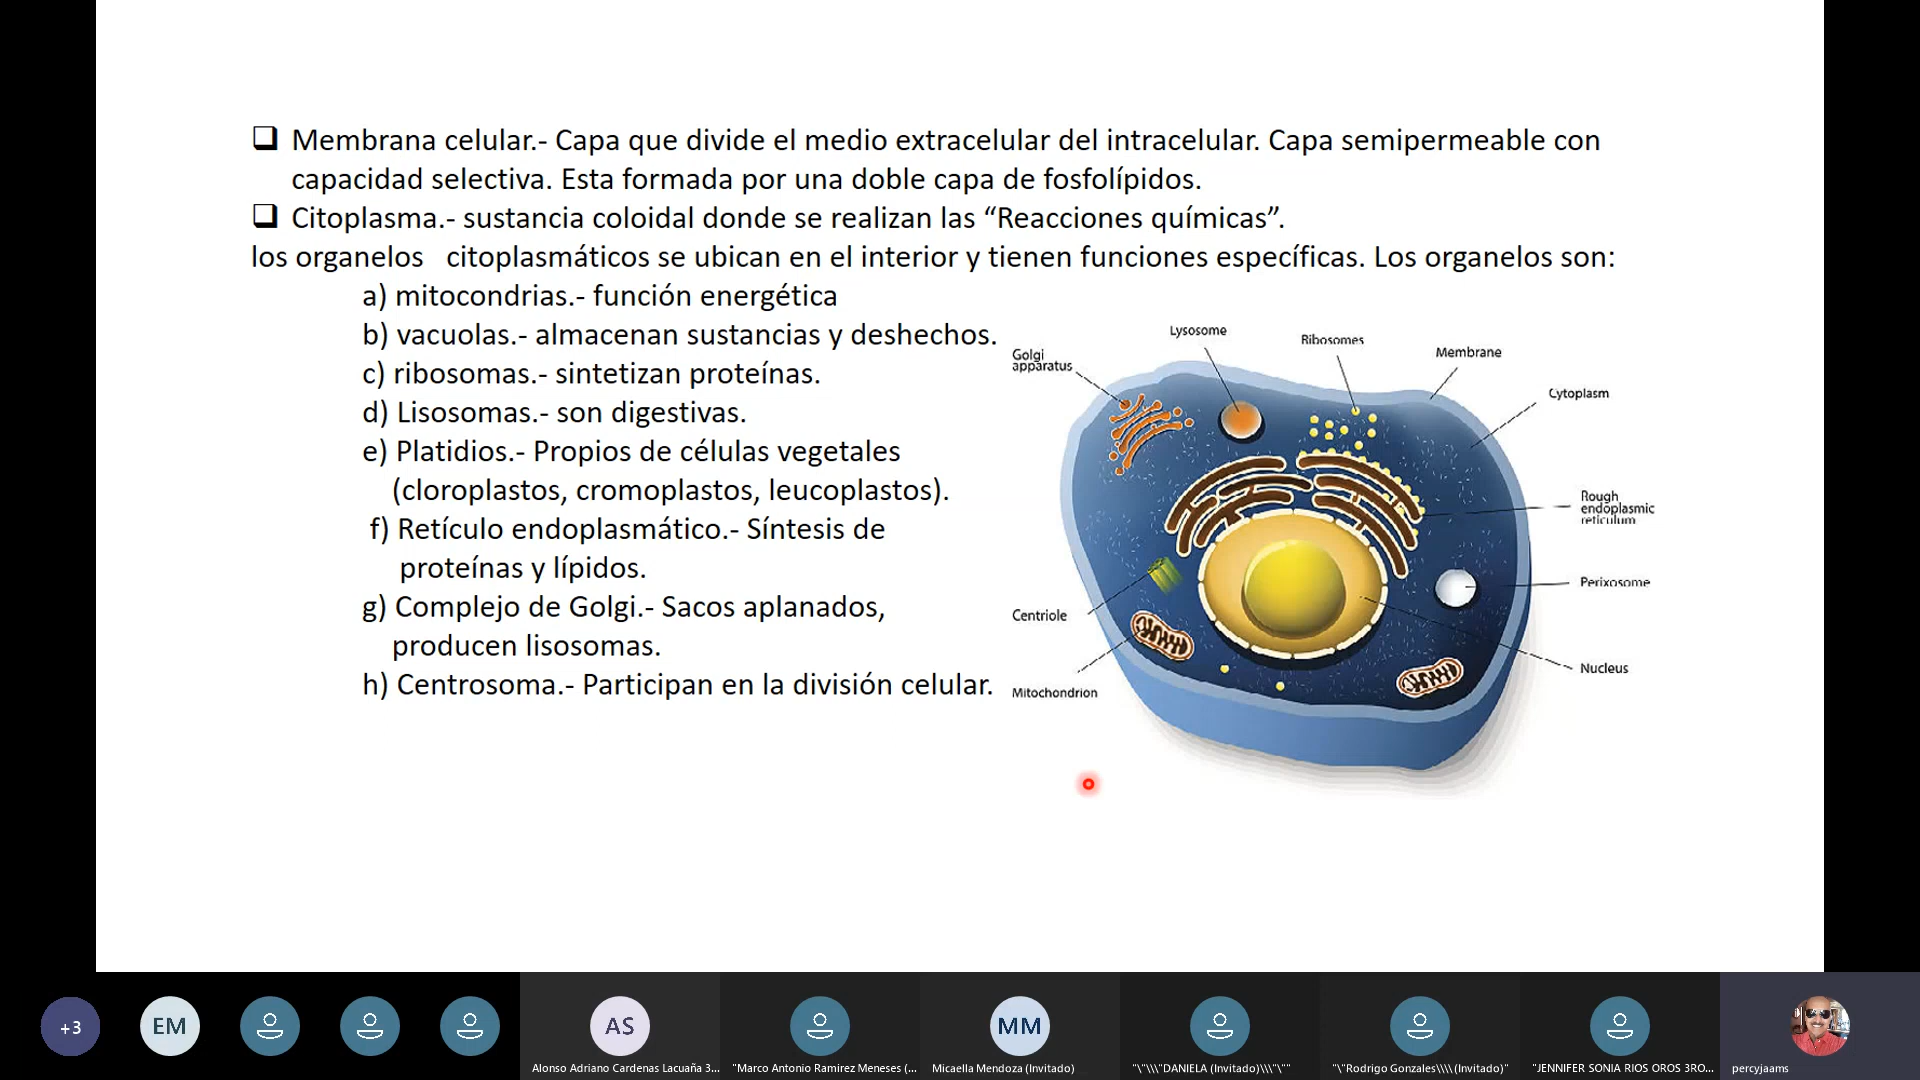 ❑ Membrana celular.- Capa que divide el medio extracelular del intracelular. Capa semipermeable con
capacidad selectiva. Esta formada por una doble capa de fosfolípidos.
❑ Citoplasma.- sustancia coloidal donde se realizan las “Reacciones químicas”.
los organelos citoplasmáticos se ubican en el interior y tienen funciones específicas. Los organelos son:
a) mitocondrias.- función energética
b) vacuolas.- almacenan sustancias y deshechos.
c) ribosomas.- sintetizan proteínas.
d) Lisosomas.- son digestivas.
e) Platidios.- Propios de células vegetales
(cloroplastos, cromoplastos, leucoplastos).
f) Retículo endoplasmático.- Síntesis de
proteínas y lípidos.
g) Complejo de Golgi.- Sacos aplanados,
producen lisosomas.
h) Centrosoma.- Participan en la división celular.
Golgi
apparatus
Lysosome
Ribosomes
Membrane
Cytoplasm
Rough
endoplasmic
reticulum
Perixosome
Nucleus
Centriole
Mitochondrion
+3
EM
AS
MM
Alonso Adriano Cardenas Lacuaña 3...
"Marco Antonio Ramirez Meneses (...
Micaella Mendoza (Invitado)
"\"\\\"DANIELA (Invitado)\\\"\""
"\"Rodrigo Gonzales\\\\ (Invitado)"
"JENNIFER SONIA RIOS OROS 3RO...
percyjaams